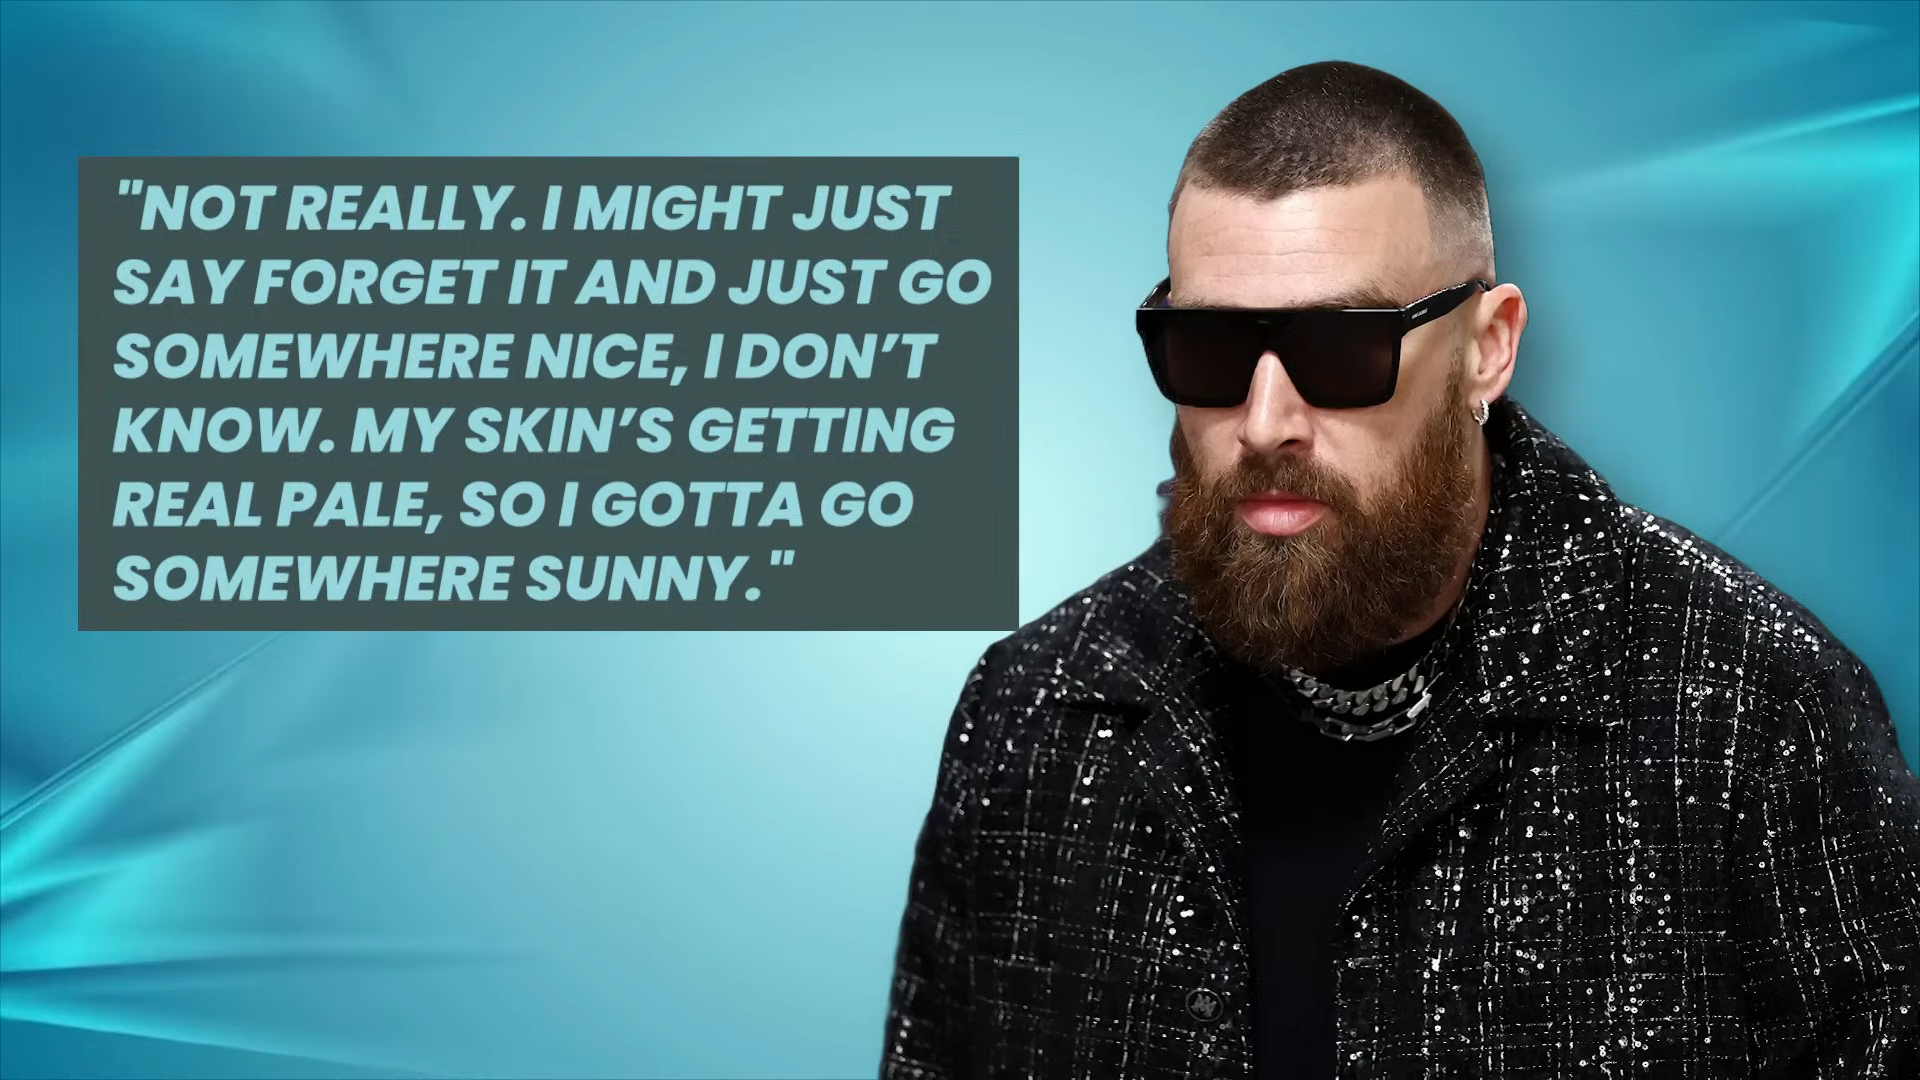 "NOT REALLY. I MIGHT JUST
SAY FORGET IT AND JUST GO
SOMEWHERE NICE, I DON’T
KNOW. MY SKIN’S GETTING
REAL PALE, SO I GOTTA GO
SOMEWHERE SUNNY."